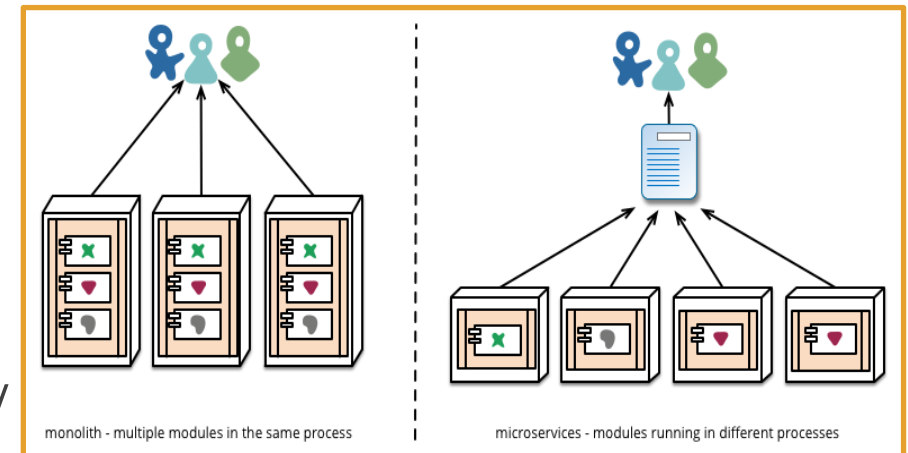 y
monolith - multiple modules in the same process
microservices - modules running in different processes